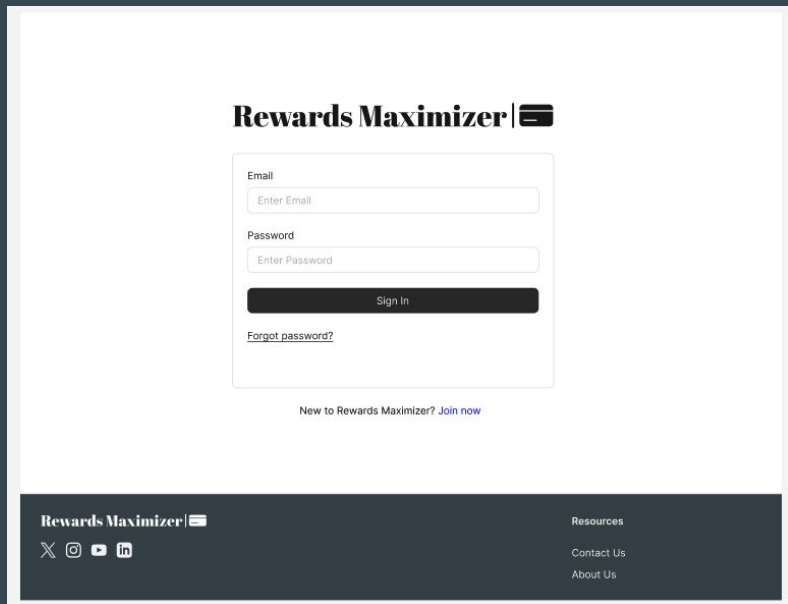 Rewards Maximizer
Email
Enter Email
Password
Enter Password
Sign In
Forgot password?
New to Rewards Maximizer? Join now
Rewards Maximizer
Resources
Contact Us
About Us